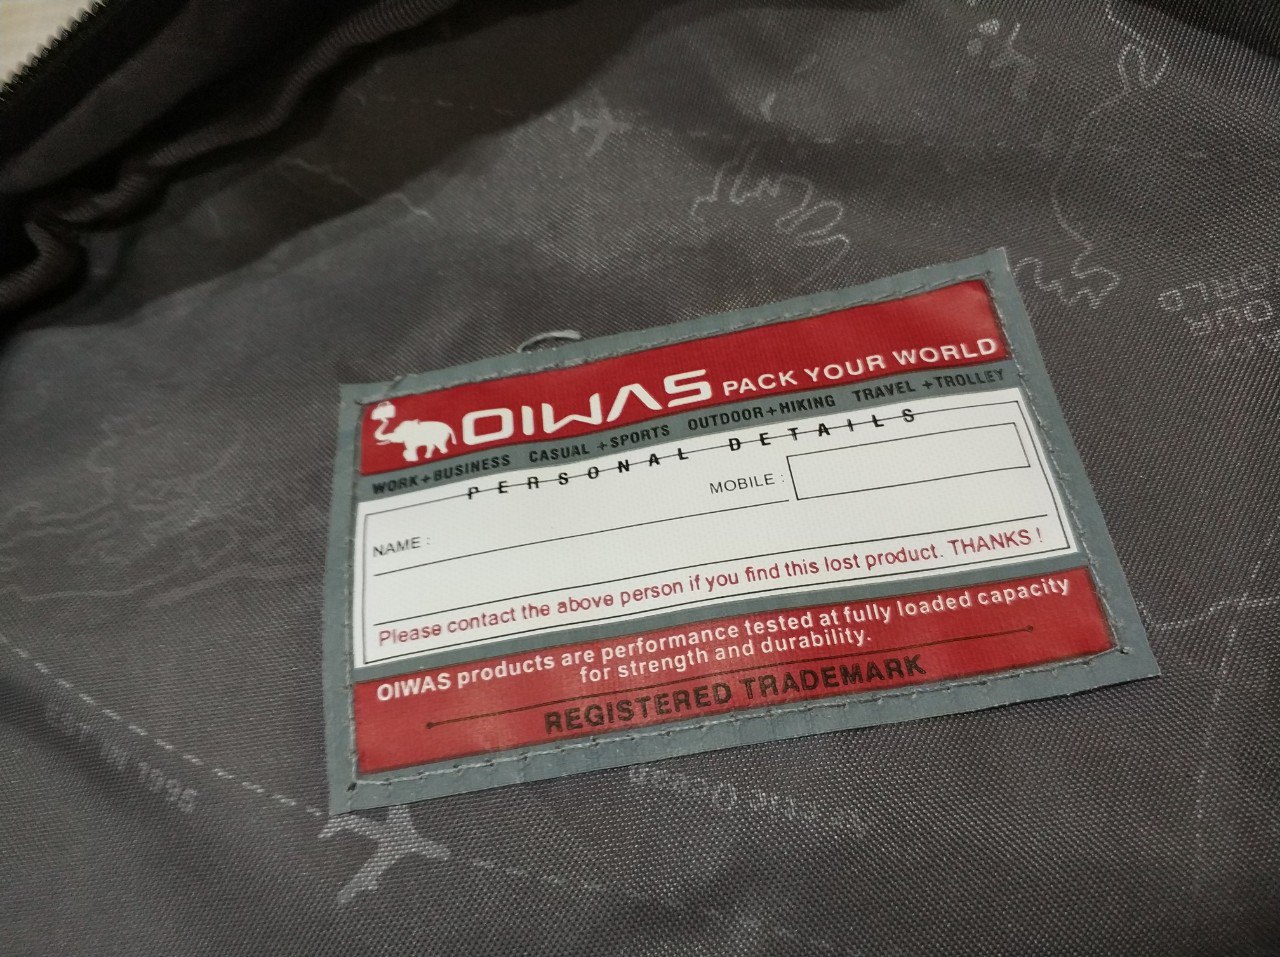 OIWAS PACK YOUR WORLD
WORK+BUSINESS CASUAL +SPORTS OUTDOOR+HIKING TRAVEL +TROLLEY
PERSONAL DETAILS
MOBILE :
NAME :
Please contact the above person if you find this lost product. THANKS !
OIWAS products are performance tested at fully loaded capacity
for strength and durability.
REGISTERED TRADEMARK
YOUR
WORLD